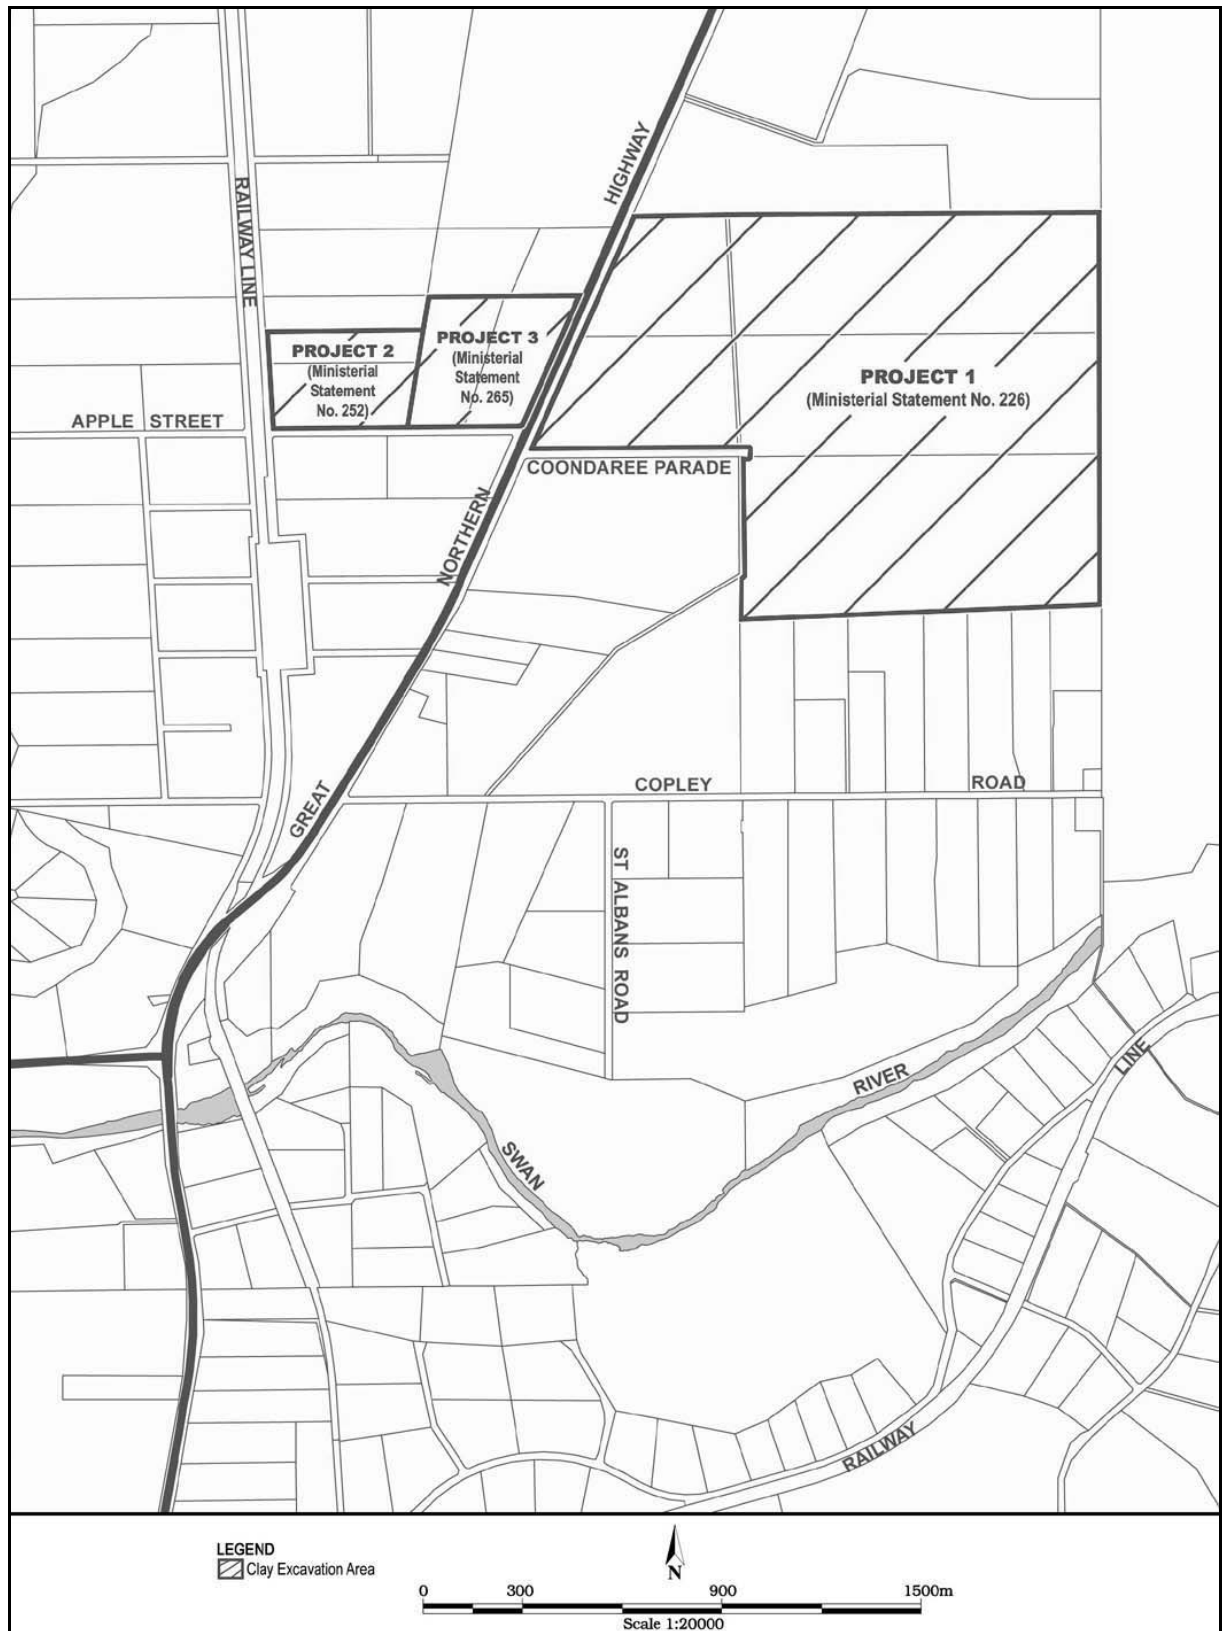 HIGHWAY
RAILWAY LINE
PROJECT 2
(Ministerial
Statement
No. 252)
PROJECT 3
(Ministerial
Statement
No. 265)
PROJECT 1
(Ministerial Statement No. 226)
APPLE STREET
COONDAREE PARADE
NORTHERN
GREAT
COPLEY ROAD
ST ALBANS ROAD
RIVER
LINE
SWAN
RAILWAY
LEGEND
Clay Excavation Area
N
0 300 900 1500m
Scale 1:20000